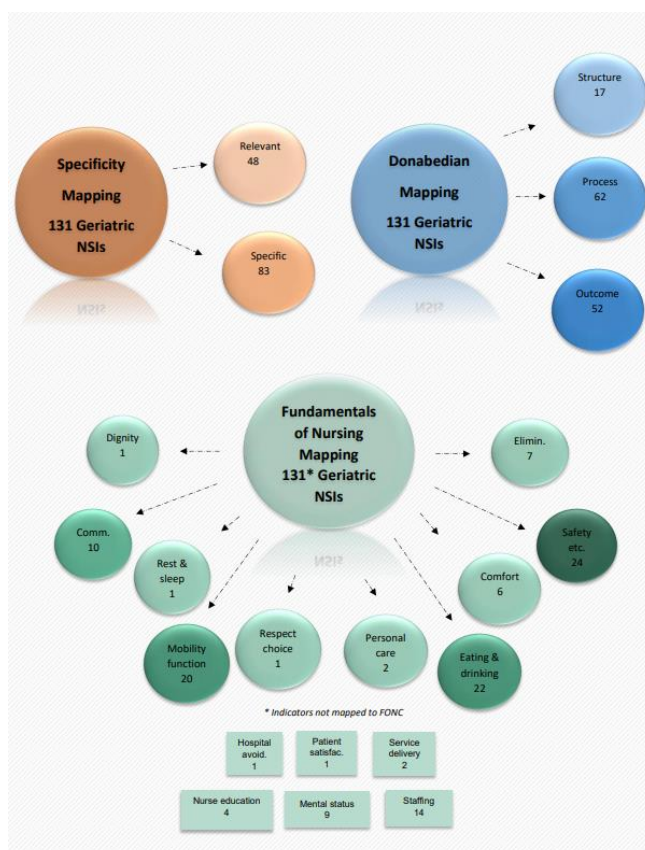 Specificity
Mapping
131 Geriatric
NSIs
NSIs
Relevant
48
Specific
83
Donabedian
Mapping
131 Geriatric
NSIs
NSIs
Structure
17
Process
62
Outcome
52
Fundamentals
of Nursing
Mapping
131* Geriatric
NSIs
NSIs
Dignity
1
Elimin.
7
Comm.
10
Safety
etc.
24
Rest &
sleep
1
Comfort
6
Mobility
function
20
Respect
choice
1
Personal
care
2
Eating &
drinking
22
* Indicators not mapped to FONC
Hospital
avoid.
1
Patient
satisfac.
1
Service
delivery
2
Nurse education
4
Mental status
9
Staffing
14